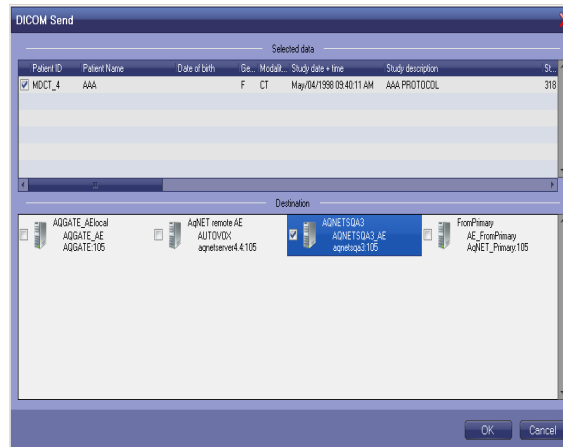 DICOM Send
Selected data
Patient ID Patient Name Date of birth Ge... Modalit... Study date + time Study description St...
MDCT_4 AAA F CT May/04/1998 09:40:11 AM AAA PROTOCOL 318
Destination
AQGATE_AElocal
AQGATE_AE
AQGATE:105
AqNET remote AE
AUTOVOX
aqnetserver4.4:105
AQNETSQA3
AQNETSQA3_AE
aqnetsqa3:105
FromPrimary
AE_FromPrimary
AqNET_Primary:105
OK Cancel